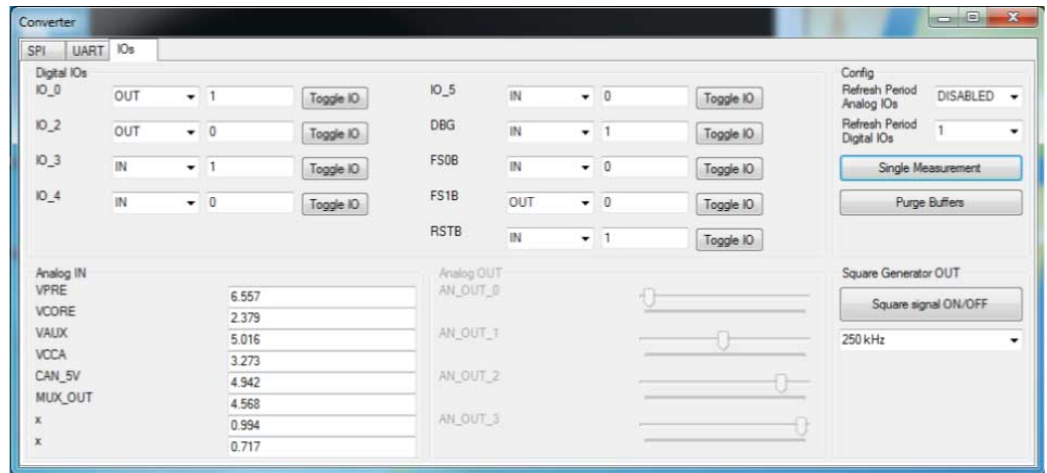 Converter
SPI UART IOs
Digital IOs
IO_0 OUT 1 Toggle IO
IO_2 OUT 0 Toggle IO
IO_3 IN 1 Toggle IO
IO_4 IN 0 Toggle IO
IO_5 IN 0 Toggle IO
DBG IN 1 Toggle IO
FS0B IN 0 Toggle IO
FS1B OUT 0 Toggle IO
RSTB IN 1 Toggle IO
Config
Refresh Period
Analog IOs
DISABLED
Refresh Period
Digital IOs
1
Single Measurement
Purge Buffers
Analog IN
VPRE 6.557
VCORE 2.379
VAUX 5.016
VCCA 3.273
CAN_5V 4.942
MUX_OUT 4.568
x 0.994
x 0.717
Analog OUT
AN_OUT_0
AN_OUT_1
AN_OUT_2
AN_OUT_3
Square Generator OUT
Square signal ON/OFF
250 kHz